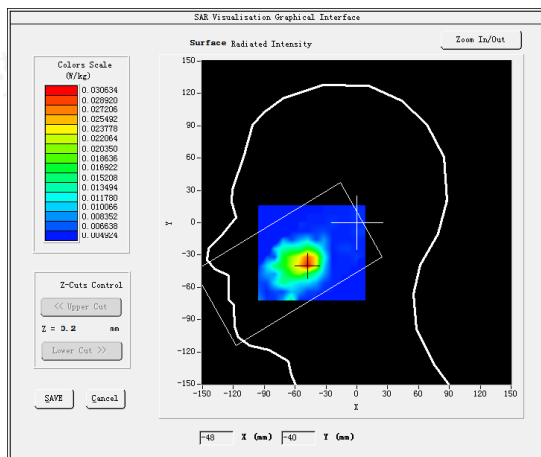 SAR Visualisation Graphical Interface
Surface Radiated Intensity
Zoom In/Out
Colors Scale
(W/kg)
0.030634
0.028920
0.027206
0.025492
0.023778
0.022064
0.020350
0.018636
0.016922
0.015208
0.013494
0.011780
0.010066
0.008352
0.006638
0.004924
Z-Cuts Control
<< Upper Cut
Z = 3.2 mm
Lower Cut >>
SAVE
Cancel
150
120
90
60
30
0
-30
-60
-90
-120
-150
Y
-150 -120 -90 -60 -30 0 30 60 90 120 150
X
-48 X (mm) -40 Y (mm)